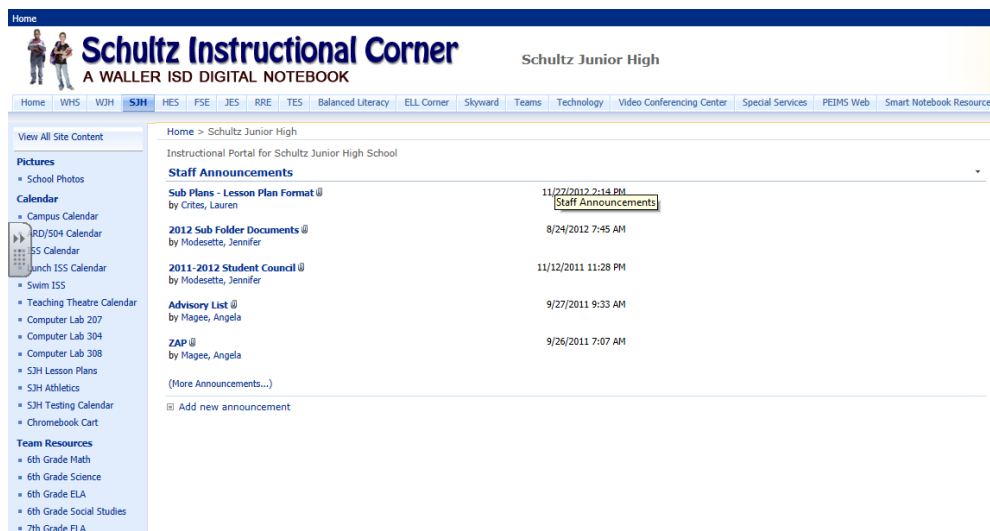 Home
Schultz Instructional Corner
A WALLER ISD DIGITAL NOTEBOOK
Schultz Junior High
Home WHS WJH SJH HES FSE JES RRE TES Balanced Literacy ELL Corner Skyward Teams Technology Video Conferencing Center Special Services PEIMS Web Smart Notebook Resource
View All Site Content
Pictures
School Photos
Calendar
Campus Calendar
ARD/504 Calendar
ISS Calendar
Lunch ISS Calendar
Swim ISS
Teaching Theatre Calendar
Computer Lab 207
Computer Lab 304
Computer Lab 308
SJH Lesson Plans
SJH Athletics
SJH Testing Calendar
Chromebook Cart
Team Resources
6th Grade Math
6th Grade Science
6th Grade ELA
6th Grade Social Studies
7th Grade ELA
Home > Schultz Junior High
Instructional Portal for Schultz Junior High School
Staff Announcements
Sub Plans - Lesson Plan Format 11/27/2012 2:14 PM
by Crites, Lauren
Staff Announcements
2012 Sub Folder Documents 8/24/2012 7:45 AM
by Modesette, Jennifer
2011-2012 Student Council 11/12/2011 11:28 PM
by Modesette, Jennifer
Advisory List 9/27/2011 9:33 AM
by Magee, Angela
ZAP 9/26/2011 7:07 AM
by Magee, Angela
(More Announcements...)
Add new announcement